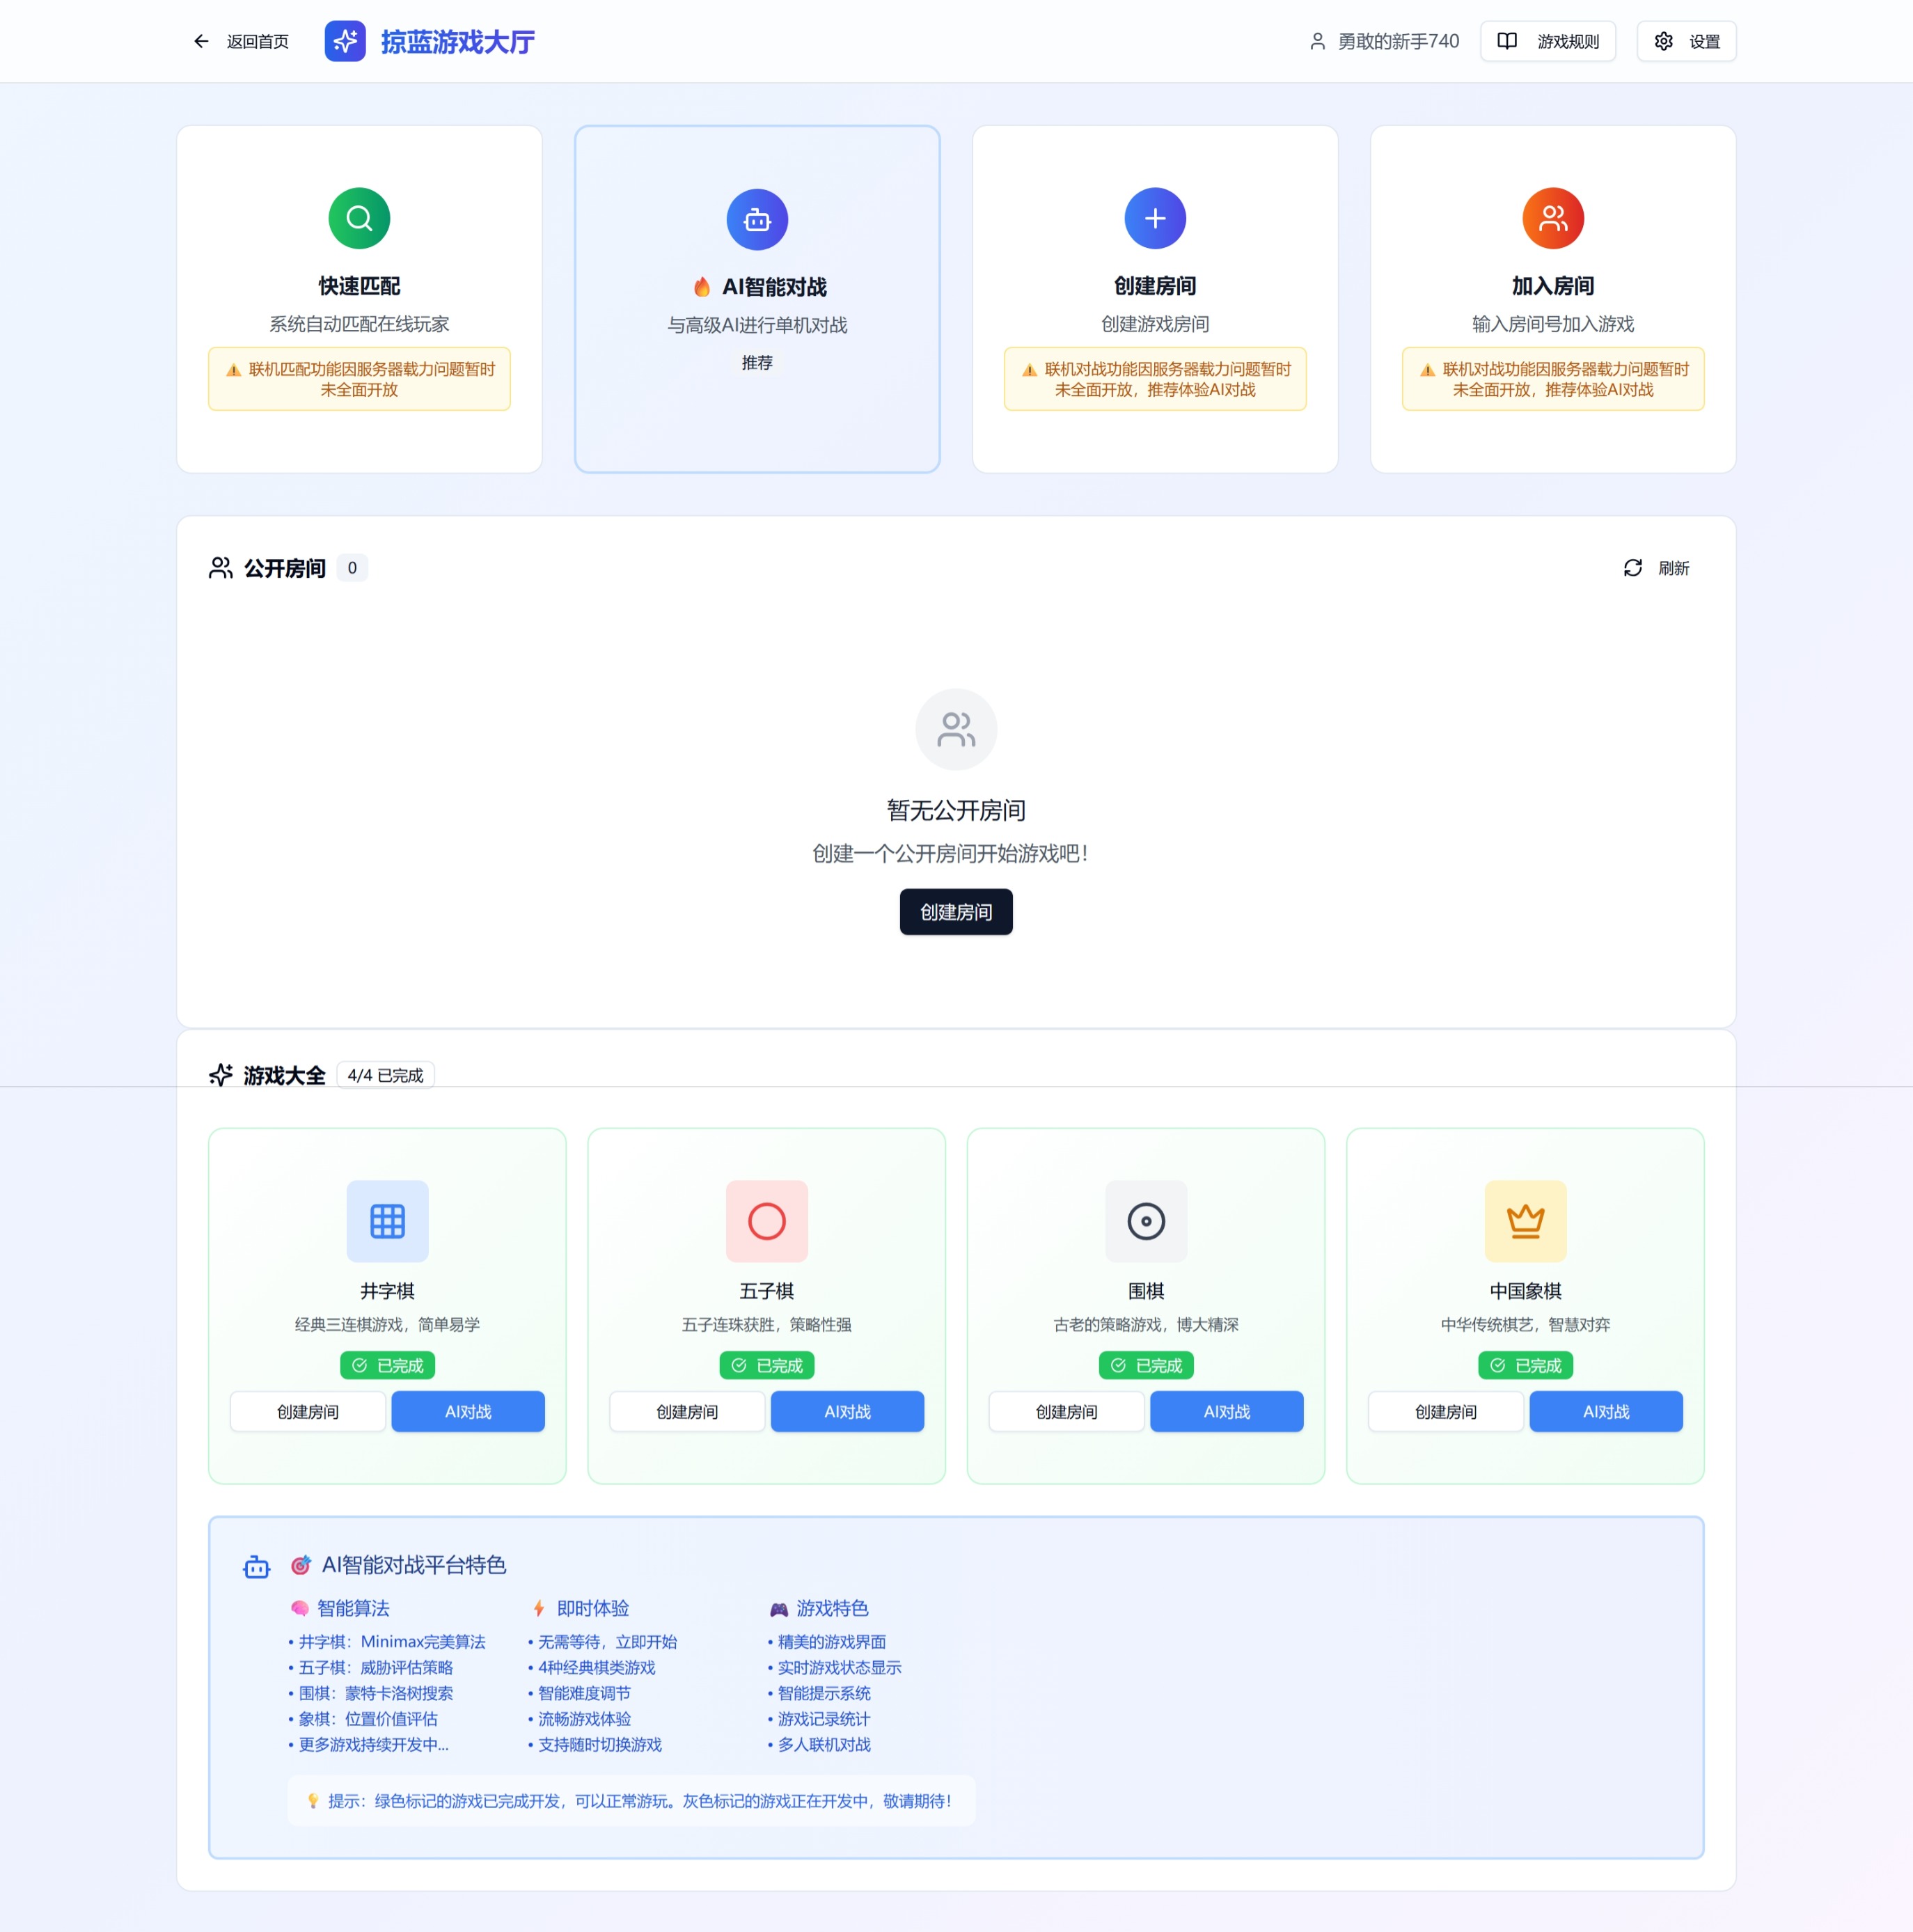 返回首页
掠蓝游戏大厅
勇敢的新手740
游戏规则
设置
快速匹配
系统自动匹配在线玩家
⚠️ 联机匹配功能因服务器载力问题暂时
未全面开放
🔥 AI智能对战
与高级AI进行单机对战
推荐
创建房间
创建游戏房间
⚠️ 联机对战功能因服务器载力问题暂时
未全面开放，推荐体验AI对战
加入房间
输入房间号加入游戏
⚠️ 联机对战功能因服务器载力问题暂时
未全面开放，推荐体验AI对战
公开房间 0
刷新
暂无公开房间
创建一个公开房间开始游戏吧！
创建房间
游戏大全 4/4 已完成
井字棋
经典三连棋游戏，简单易学
已完成
创建房间
AI对战
五子棋
五子连珠获胜，策略性强
已完成
创建房间
AI对战
围棋
古老的策略游戏，博大精深
已完成
创建房间
AI对战
中国象棋
中华传统棋艺，智慧对弈
已完成
创建房间
AI对战
🎯 AI智能对战平台特色
🧠 智能算法
• 井字棋：Minimax完美算法
• 五子棋：威胁评估策略
• 围棋：蒙特卡洛树搜索
• 象棋：位置价值评估
• 更多游戏持续开发中...
⚡ 即时体验
• 无需等待，立即开始
• 4种经典棋类游戏
• 智能难度调节
• 流畅游戏体验
• 支持随时切换游戏
🎮 游戏特色
• 精美的游戏界面
• 实时游戏状态显示
• 智能提示系统
• 游戏记录统计
• 多人联机对战
💡 提示：绿色标记的游戏已完成开发，可以正常游玩。灰色标记的游戏正在开发中，敬请期待！